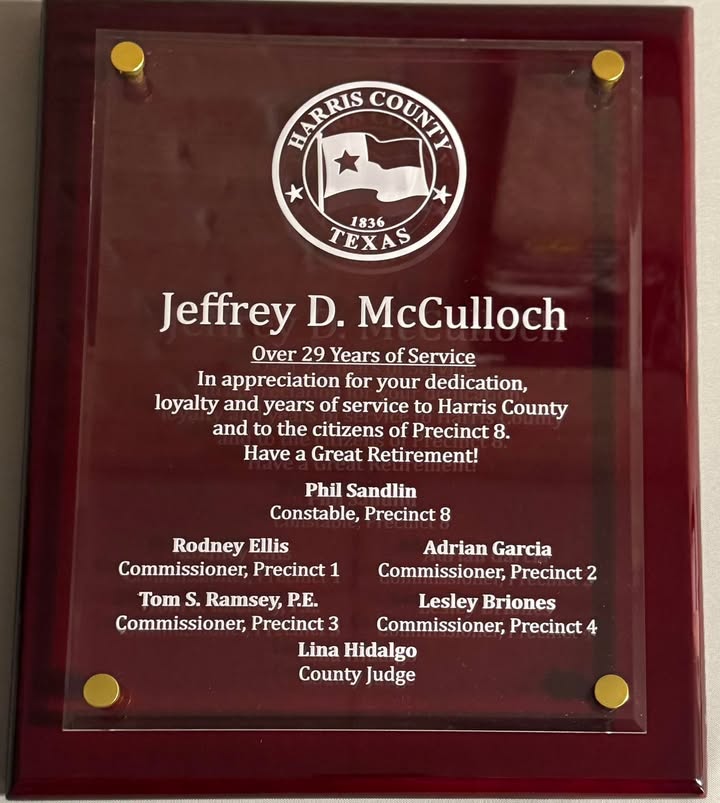 HARRIS COUNTY
1836
TEXAS
Jeffrey D. McCulloch
Over 29 Years of Service
In appreciation for your dedication,
loyalty and years of service to Harris County
and to the citizens of Precinct 8.
Have a Great Retirement!
Phil Sandlin
Constable, Precinct 8
Rodney Ellis
Commissioner, Precinct 1
Adrian Garcia
Commissioner, Precinct 2
Tom S. Ramsey, P.E.
Commissioner, Precinct 3
Lesley Briones
Commissioner, Precinct 4
Lina Hidalgo
County Judge